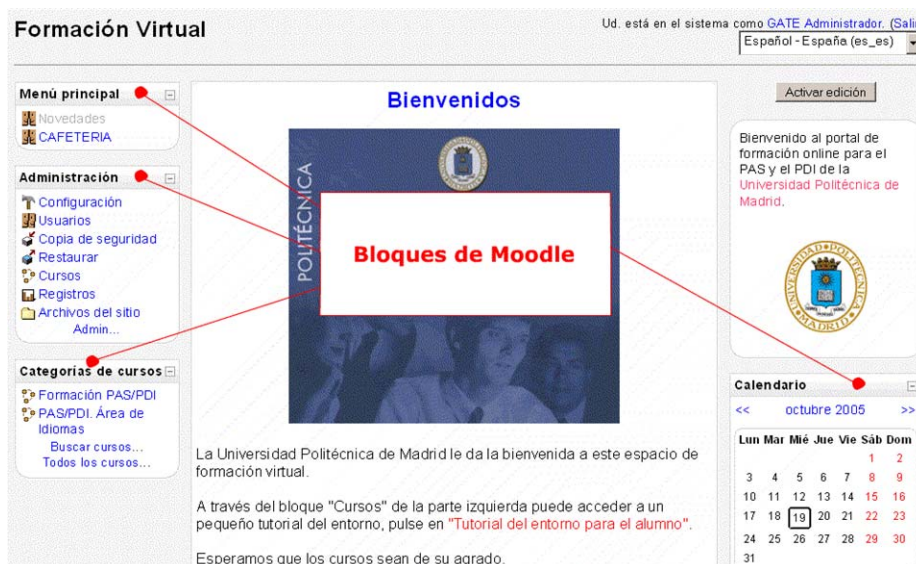 Formación Virtual
Ud. está en el sistema como GATE Administrador. (Sali
Español - España (es_es)
Menú principal
Novedades
CAFETERIA
Administración
Configuración
Usuarios
Copia de seguridad
Restaurar
Cursos
Registros
Archivos del sitio
Admin...
Categorías de cursos
Formación PAS/PDI
PAS/PDI. Área de
Idiomas
Buscar cursos...
Todos los cursos...
Bienvenidos
POLITÉCNICA
Bloques de Moodle
La Universidad Politécnica de Madrid le da la bienvenida a este espacio de
formación virtual.
A través del bloque "Cursos" de la parte izquierda puede acceder a un
pequeño tutorial del entorno, pulse en "Tutorial del entorno para el alumno".
Esperamos que los cursos sean de su agrado.
Activar edición
Bienvenido al portal de
formación online para el
PAS y el PDI de la
Universidad Politécnica de
Madrid.
UNIVERSIDAD POLITECNICA
MADRID
Calendario
<< octubre 2005 >>
Lun Mar Mié Jue Vie Sáb Dom
1 2
3 4 5 6 7 8 9
10 11 12 13 14 15 16
17 18 19 20 21 22 23
24 25 26 27 28 29 30
31